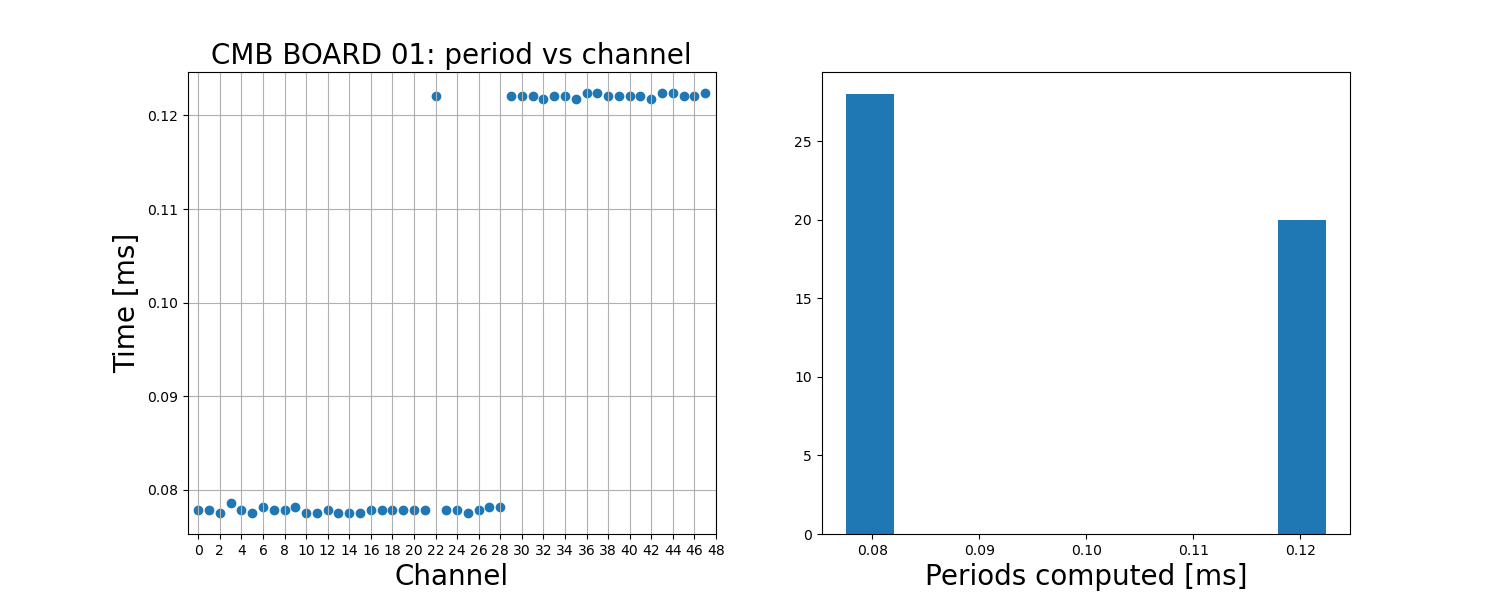 CMB BOARD 01: period vs channel
Time [ms]
0.12
0.11
0.10
0.09
0.08
0 2 4 6 8 10 12 14 16 18 20 22 24 26 28 30 32 34 36 38 40 42 44 46 48
Channel
25
20
15
10
5
0
0.08 0.09 0.10 0.11 0.12
Periods computed [ms]